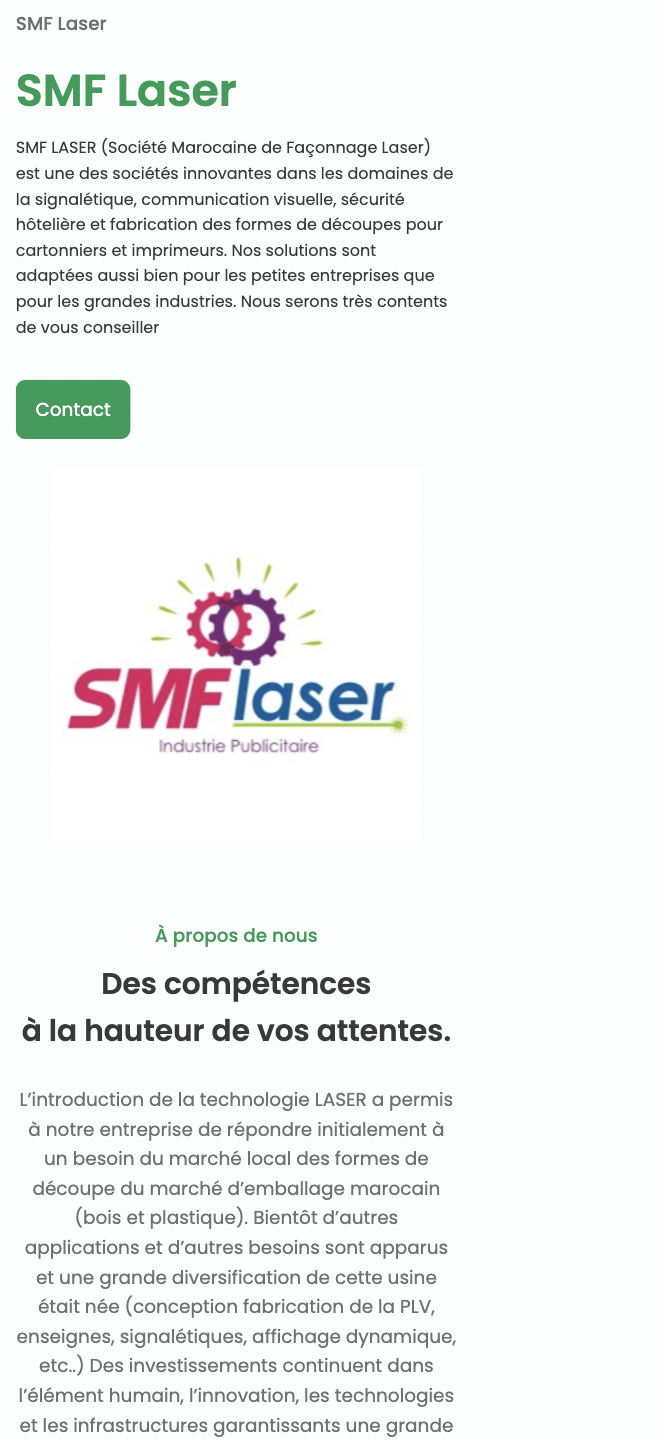 SMF Laser
SMF Laser
SMF LASER (Société Marocaine de Façonnage Laser)
est une des sociétés innovantes dans les domaines de
la signalétique, communication visuelle, sécurité
hôtelière et fabrication des formes de découpes pour
cartonniers et imprimeurs. Nos solutions sont
adaptées aussi bien pour les petites entreprises que
pour les grandes industries. Nous serons très contents
de vous conseiller
Contact
SMF laser
Industrie Publicitaire
À propos de nous
Des compétences
à la hauteur de vos attentes.
L’introduction de la technologie LASER a permis
à notre entreprise de répondre initialement à
un besoin du marché local des formes de
découpe du marché d’emballage marocain
(bois et plastique). Bientôt d’autres
applications et d’autres besoins sont apparus
et une grande diversification de cette usine
était née (conception fabrication de la PLV,
enseignes, signalétiques, affichage dynamique,
etc..) Des investissements continuent dans
l’élément humain, l’innovation, les technologies
et les infrastructures garantissants une grande